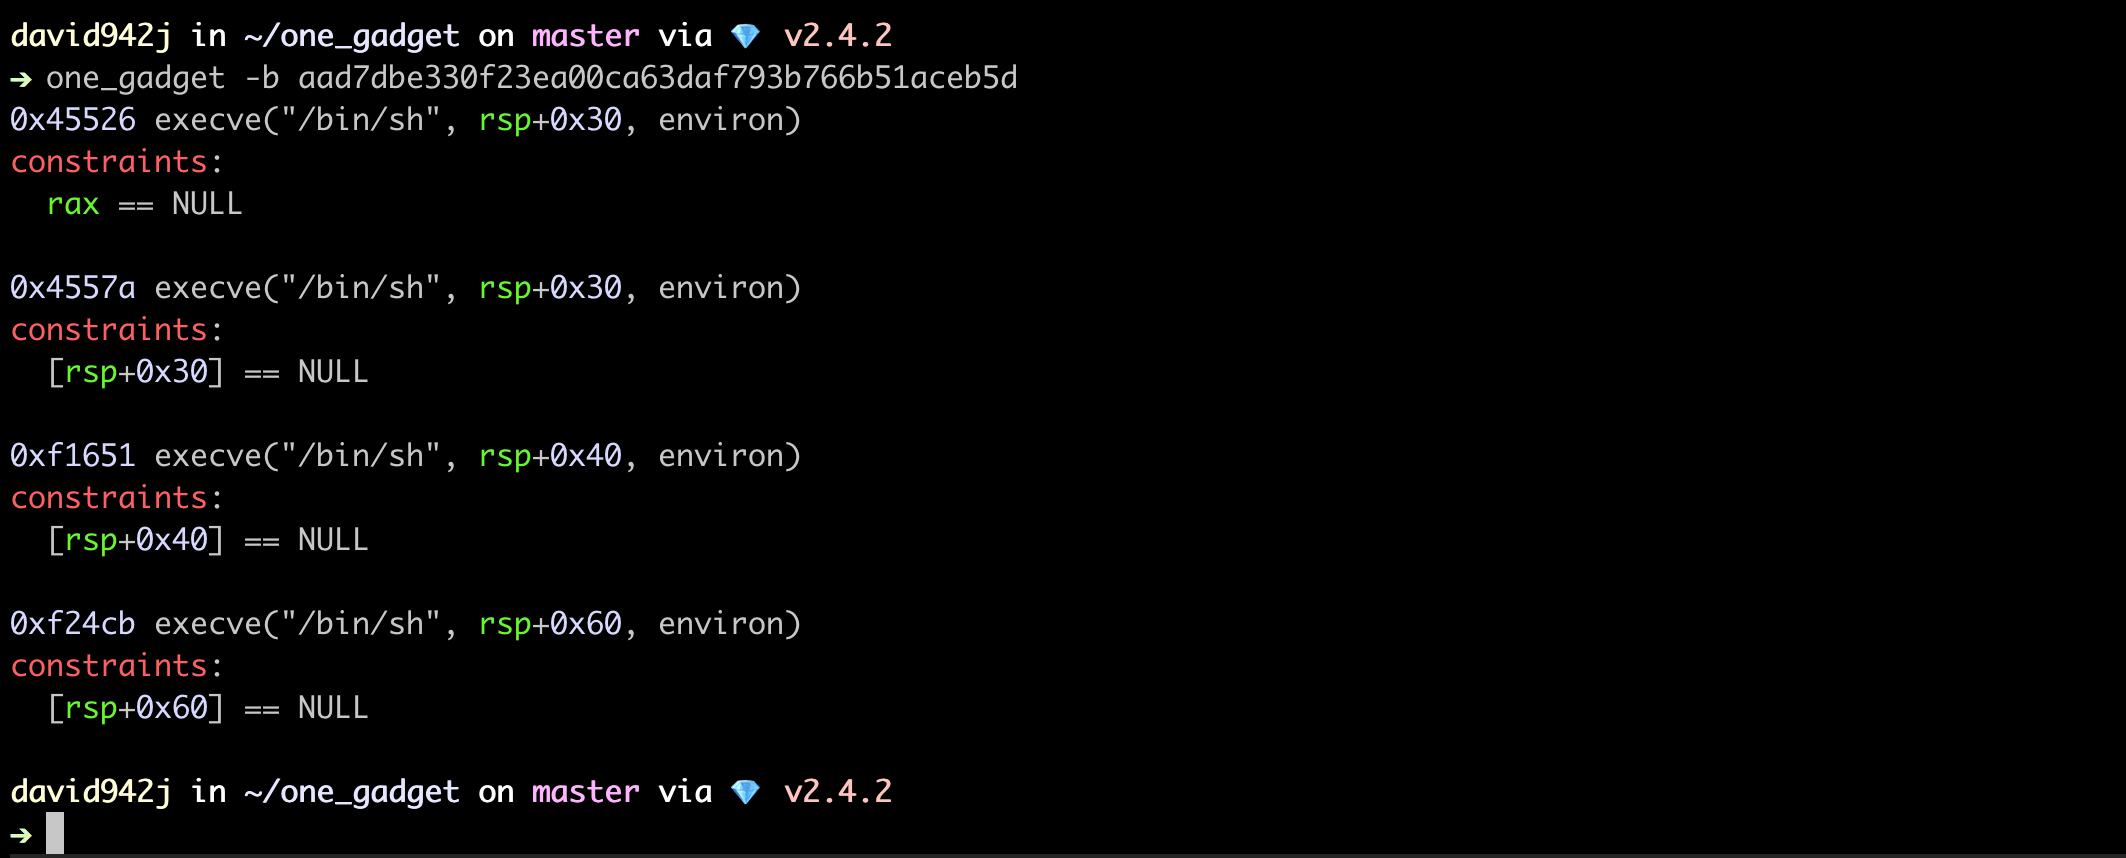 david942j in ~/one_gadget on master via 💎 v2.4.2
➔ one_gadget -b aad7dbe330f23ea00ca63daf793b766b51aceb5d
0x45526 execve("/bin/sh", rsp+0x30, environ)
constraints:
  rax == NULL

0x4557a execve("/bin/sh", rsp+0x30, environ)
constraints:
  [rsp+0x30] == NULL

0xf1651 execve("/bin/sh", rsp+0x40, environ)
constraints:
  [rsp+0x40] == NULL

0xf24cb execve("/bin/sh", rsp+0x60, environ)
constraints:
  [rsp+0x60] == NULL

david942j in ~/one_gadget on master via 💎 v2.4.2
➔